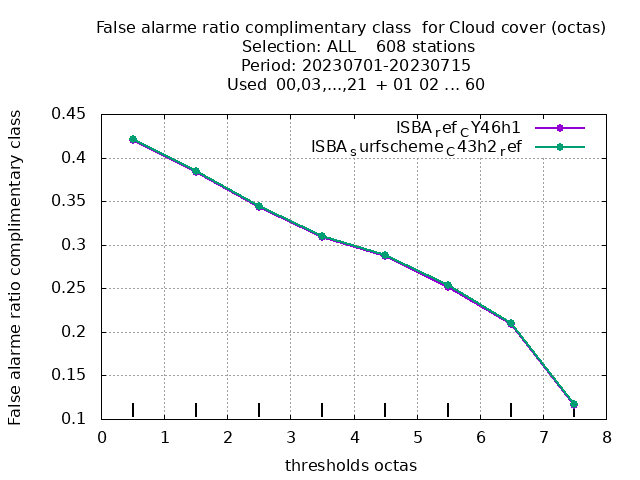 False alarme ratio complimentary class  for Cloud cover (octas)
Selection: ALL    608 stations
Period: 20230701-20230715
Used  00,03,...,21  + 01 02 ... 60
False alarme ratio complimentary class
0.45
0.4
0.35
0.3
0.25
0.2
0.15
0.1
ISBA_ref_CY46h1
ISBA_surfscheme_C43h2_ref
0 1 2 3 4 5 6 7 8
thresholds octas